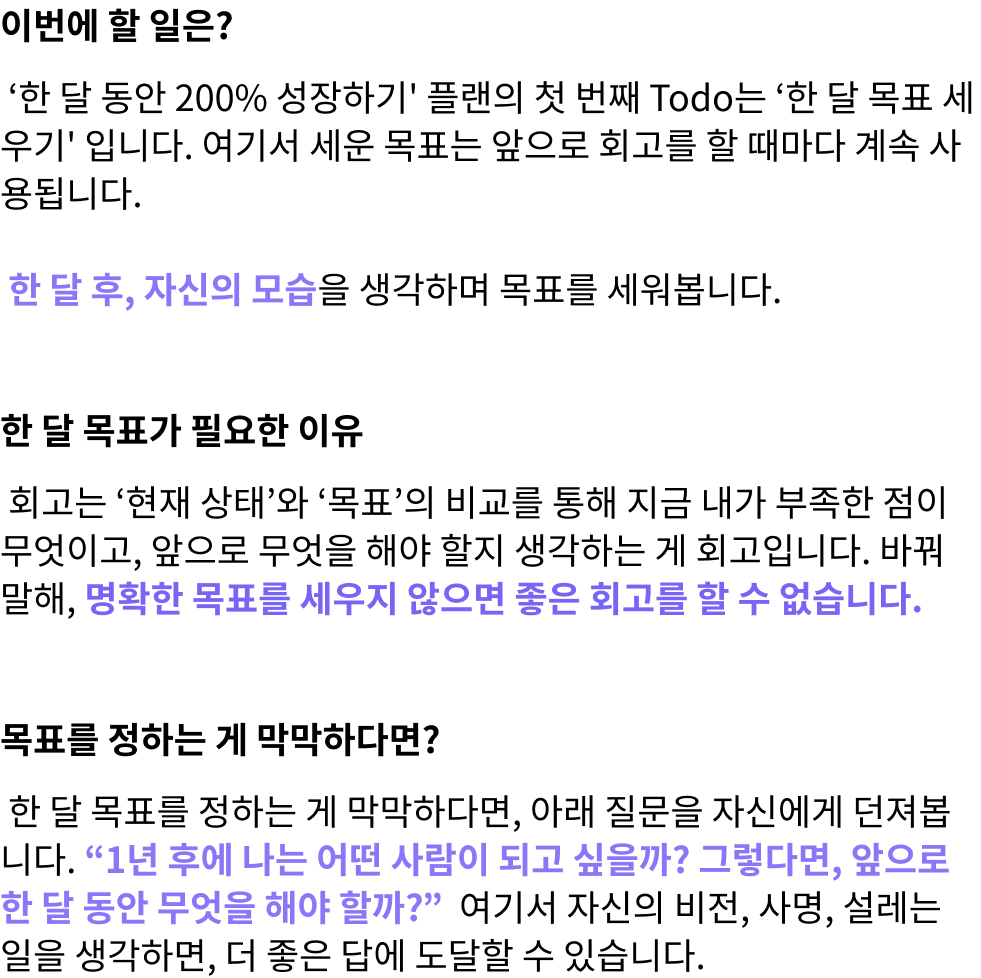 이번에 할 일은?
‘한 달 동안 200% 성장하기' 플랜의 첫 번째 Todo는 ‘한 달 목표 세
우기' 입니다. 여기서 세운 목표는 앞으로 회고를 할 때마다 계속 사
용됩니다.
한 달 후, 자신의 모습을 생각하며 목표를 세워봅니다.
한 달 목표가 필요한 이유
회고는 ‘현재 상태’와 ‘목표’의 비교를 통해 지금 내가 부족한 점이
무엇이고, 앞으로 무엇을 해야 할지 생각하는 게 회고입니다. 바꿔
말해, 명확한 목표를 세우지 않으면 좋은 회고를 할 수 없습니다.
목표를 정하는 게 막막하다면?
한 달 목표를 정하는 게 막막하다면, 아래 질문을 자신에게 던져봅
니다. “1년 후에 나는 어떤 사람이 되고 싶을까? 그렇다면, 앞으로
한 달 동안 무엇을 해야 할까?” 여기서 자신의 비전, 사명, 설레는
일을 생각하면, 더 좋은 답에 도달할 수 있습니다.